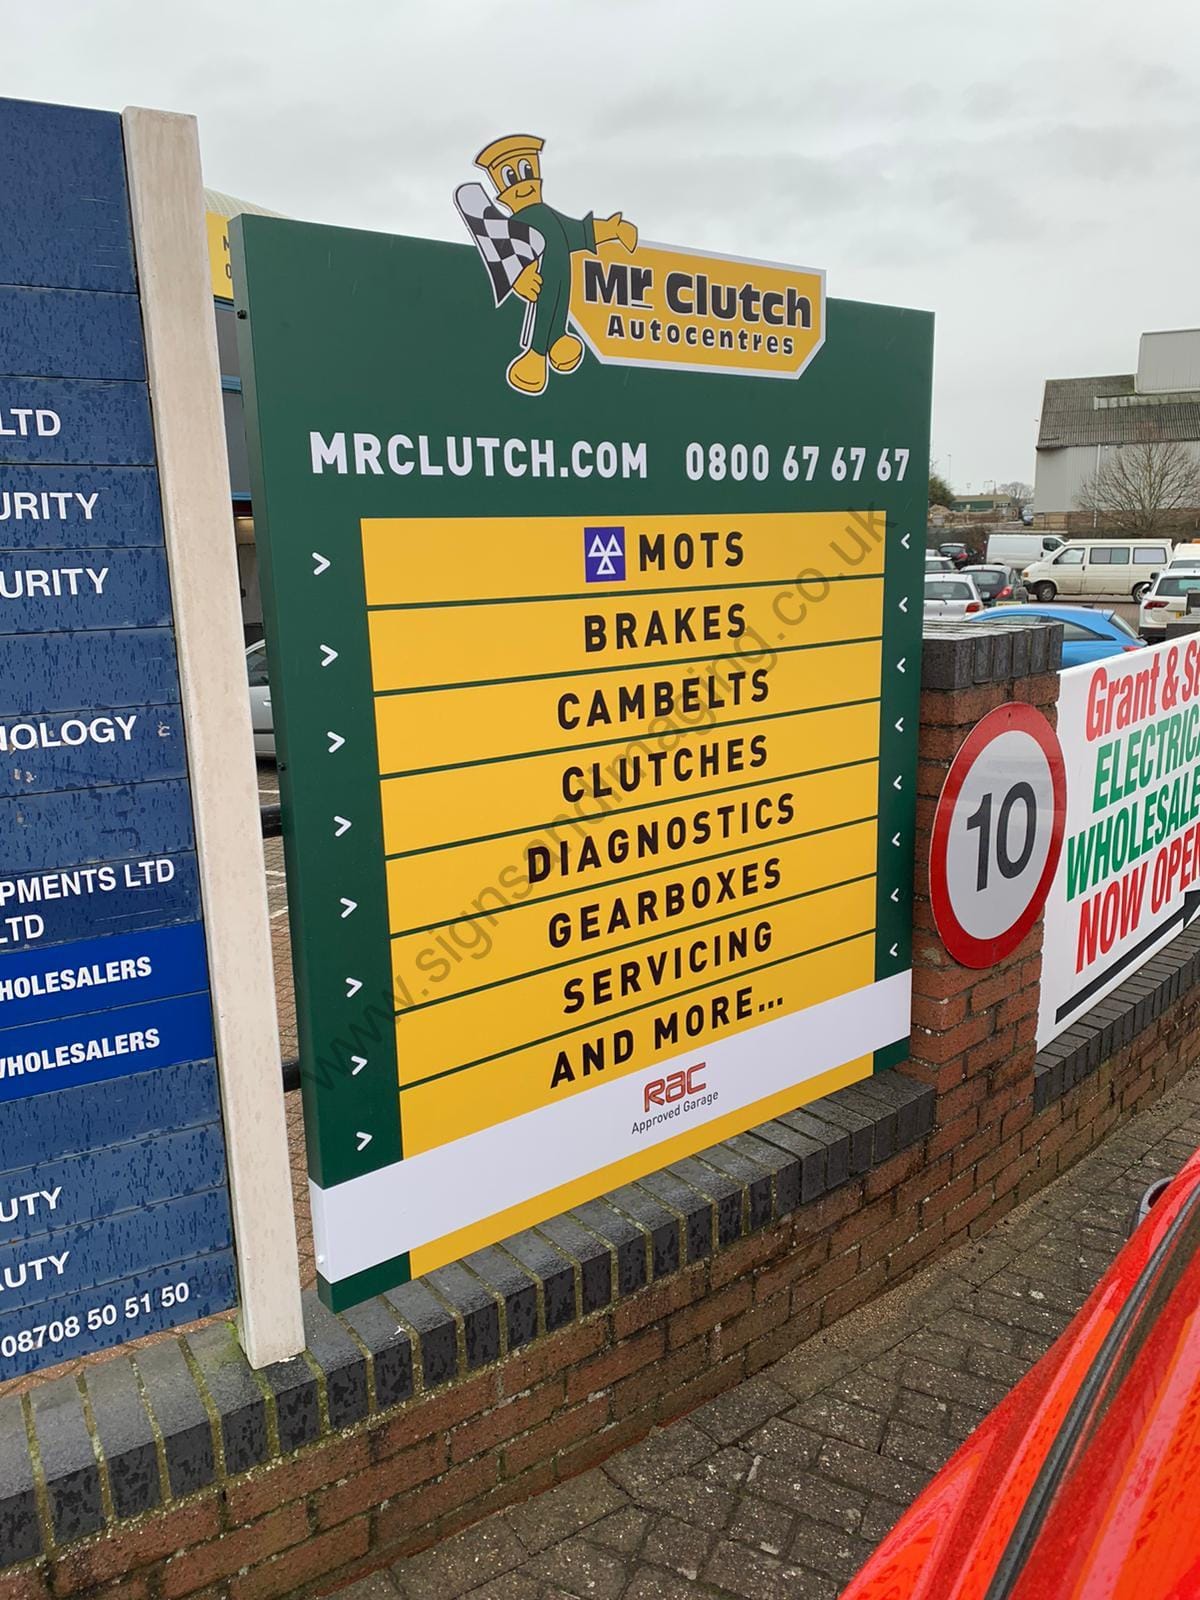 LTD
URITY
URITY
NOLOGY
PMENTS LTD
LTD
HOLESALERS
WHOLESALERS
UTY
AUTY
08708 50 51 50
Mr Clutch
Autocentres
MRCLUTCH.COM 0800 67 67 67
MOTS
BRAKES
CAMBELTS
CLUTCHES
DIAGNOSTICS
GEARBOXES
SERVICING
AND MORE...
RAC
Approved Garage
www.signsandimaging.co.uk
10
Grant & S
ELECTRIC
WHOLESALE
NOW OPEN